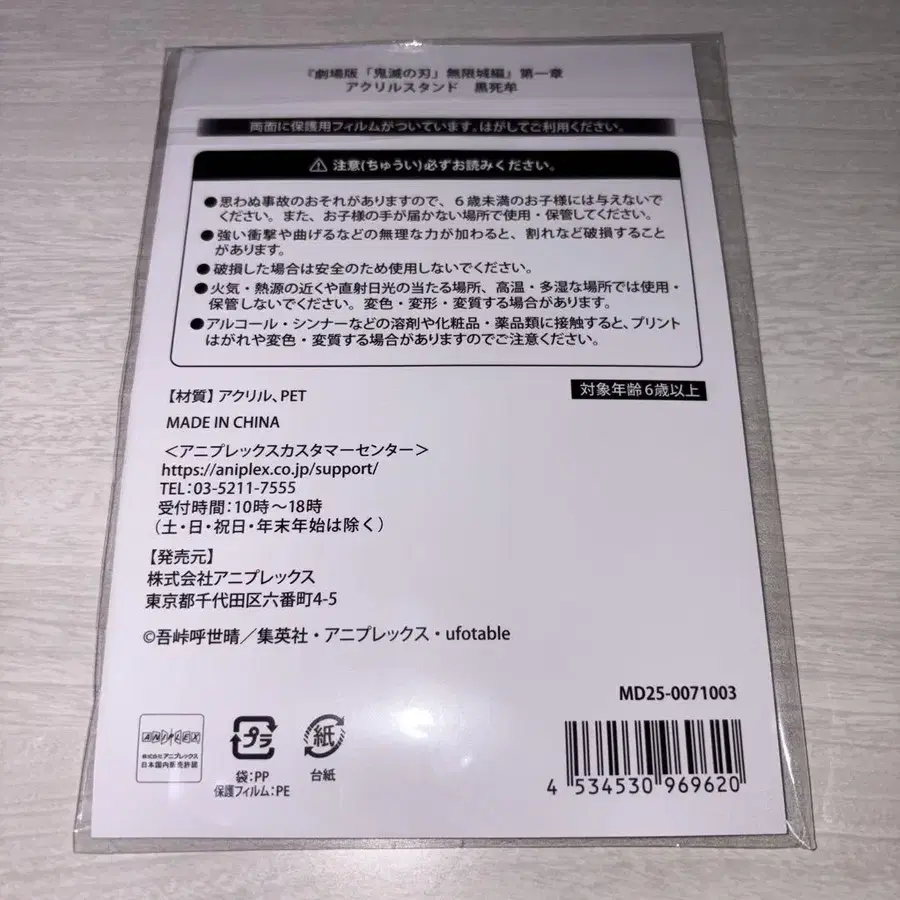 『劇場版「鬼滅の刃」無限城編』第一章
アクリルスタンド　黒死牟
両面に保護用フィルムがついています。はがしてご利用ください。
⚠ 注意(ちゅうい)必ずお読みください。
●思わぬ事故のおそれがありますので、６歳未満のお子様には与えないで
ください。また、お子様の手が届かない場所で使用・保管してください。
●強い衝撃や曲げるなどの無理な力が加わると、割れなど破損すること
があります。
●破損した場合は安全のため使用しないでください。
●火気・熱源の近くや直射日光の当たる場所、高温・多湿な場所では使用・
保管しないでください。変色・変形・変質する場合があります。
●アルコール・シンナーなどの溶剤や化粧品・薬品類に接触すると、プリント
はがれや変色・変質する場合がありますのでご注意ください。
【材質】アクリル、PET
対象年齢6歳以上
MADE IN CHINA
＜アニプレックスカスタマーセンター＞
https://aniplex.co.jp/support/
TEL:03-5211-7555
受付時間:10時～18時
（土・日・祝日・年末年始は除く）
【発売元】
株式会社アニプレックス
東京都千代田区六番町4-5
©吾峠呼世晴／集英社・アニプレックス・ufotable
MD25-0071003
ANIPLEX
株式会社アニプレックス
日本国内販売許諾
プラ
袋:PP
保護フィルム:PE
紙
台紙
4 534530 969620